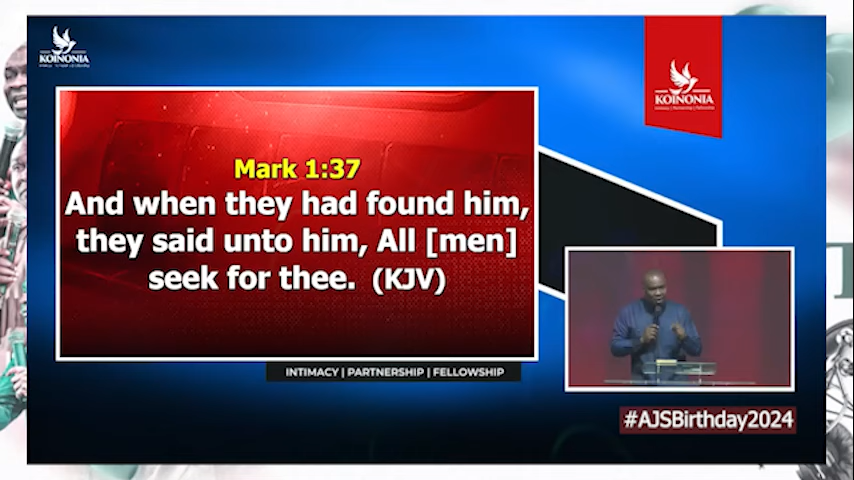 KOINONIA
KOINONIA
Mark 1:37
And when they had found him,
they said unto him, All [men]
seek for thee. (KJV)
INTIMACY | PARTNERSHIP | FELLOWSHIP
#AJSBirthday2024